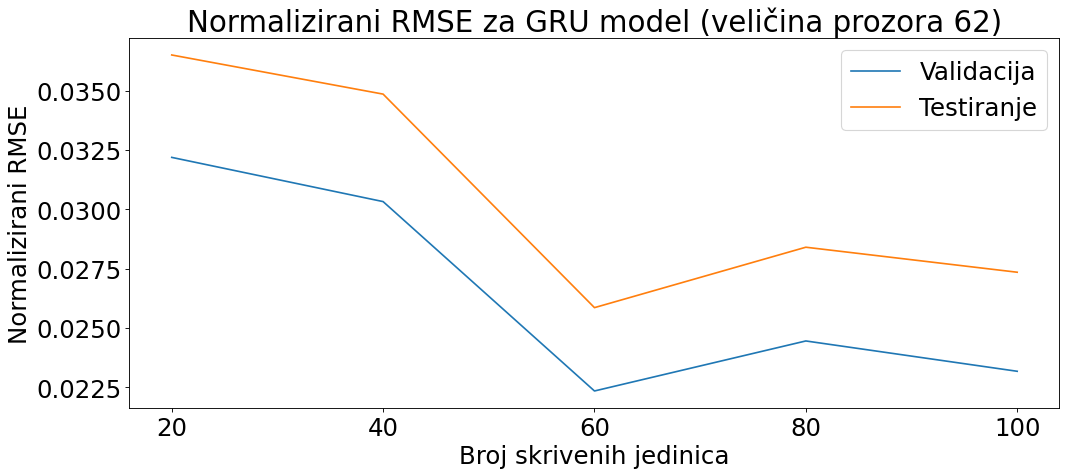 Normalizirani RMSE za GRU model (veličina prozora 62)
Validacija
Testiranje
Normalizirani RMSE
0.0350
0.0325
0.0300
0.0275
0.0250
0.0225
20 40 60 80 100
Broj skrivenih jedinica